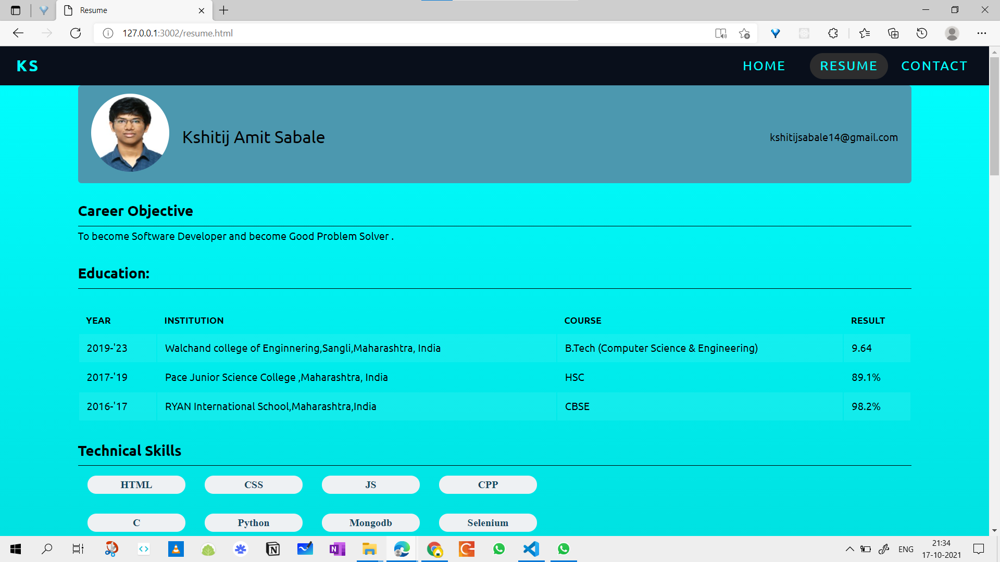 Resume
127.0.0.1:3002/resume.html
KS
HOME RESUME CONTACT
Kshitij Amit Sabale
kshitijsabale14@gmail.com
Career Objective
To become Software Developer and become Good Problem Solver .
Education:
YEAR INSTITUTION COURSE RESULT
2019-'23 Walchand college of Enginnering,Sangli,Maharashtra, India B.Tech (Computer Science & Engineering) 9.64
2017-'19 Pace Junior Science College ,Maharashtra, India HSC 89.1%
2016-'17 RYAN International School,Maharashtra,India CBSE 98.2%
Technical Skills
HTML CSS JS CPP
C Python Mongodb Selenium
ENG
21:34
17-10-2021